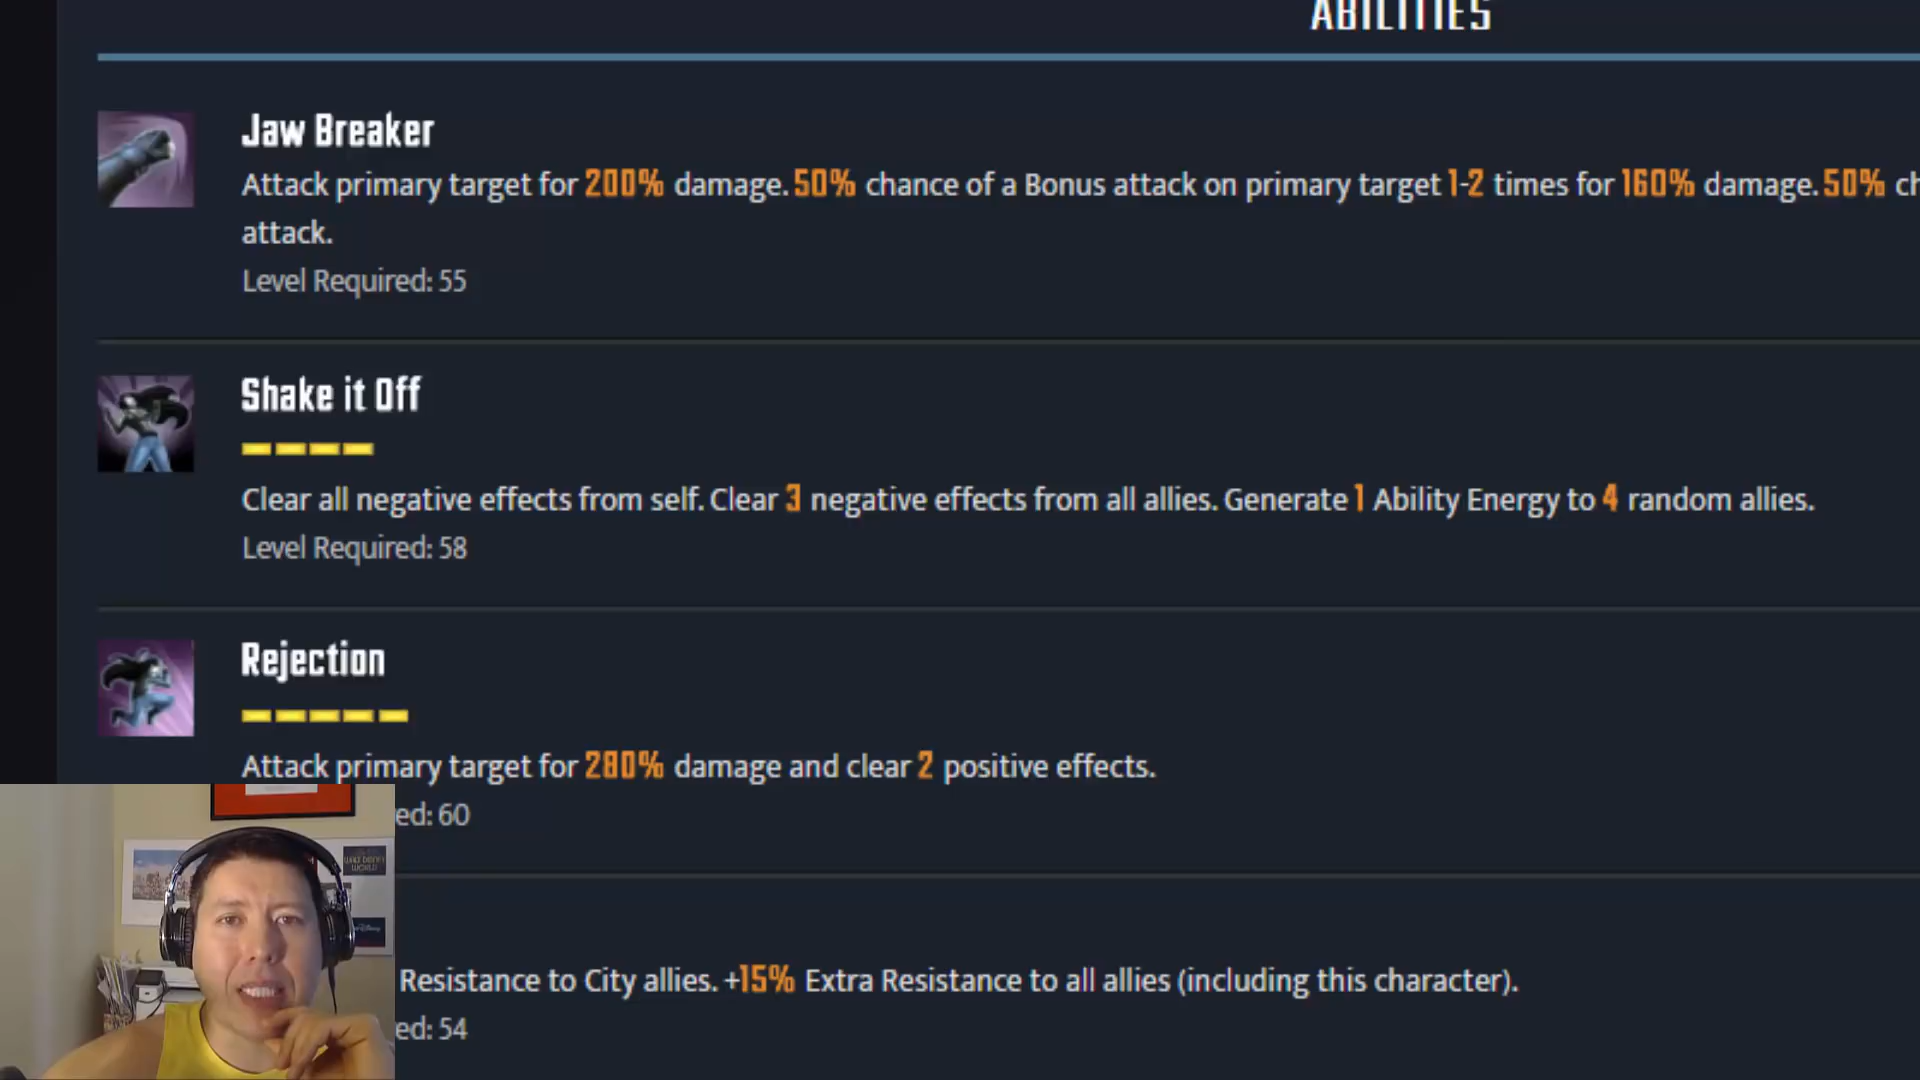 ABILITIES
Jaw Breaker
Attack primary target for 200% damage. 50% chance of a Bonus attack on primary target 1-2 times for 160% damage. 50% ch
attack.
Level Required: 55
Shake it Off
Clear all negative effects from self. Clear 3 negative effects from all allies. Generate 1 Ability Energy to 4 random allies.
Level Required: 58
Rejection
Attack primary target for 280% damage and clear 2 positive effects.
ed: 60
Resistance to City allies. +15% Extra Resistance to all allies (including this character).
ed: 54